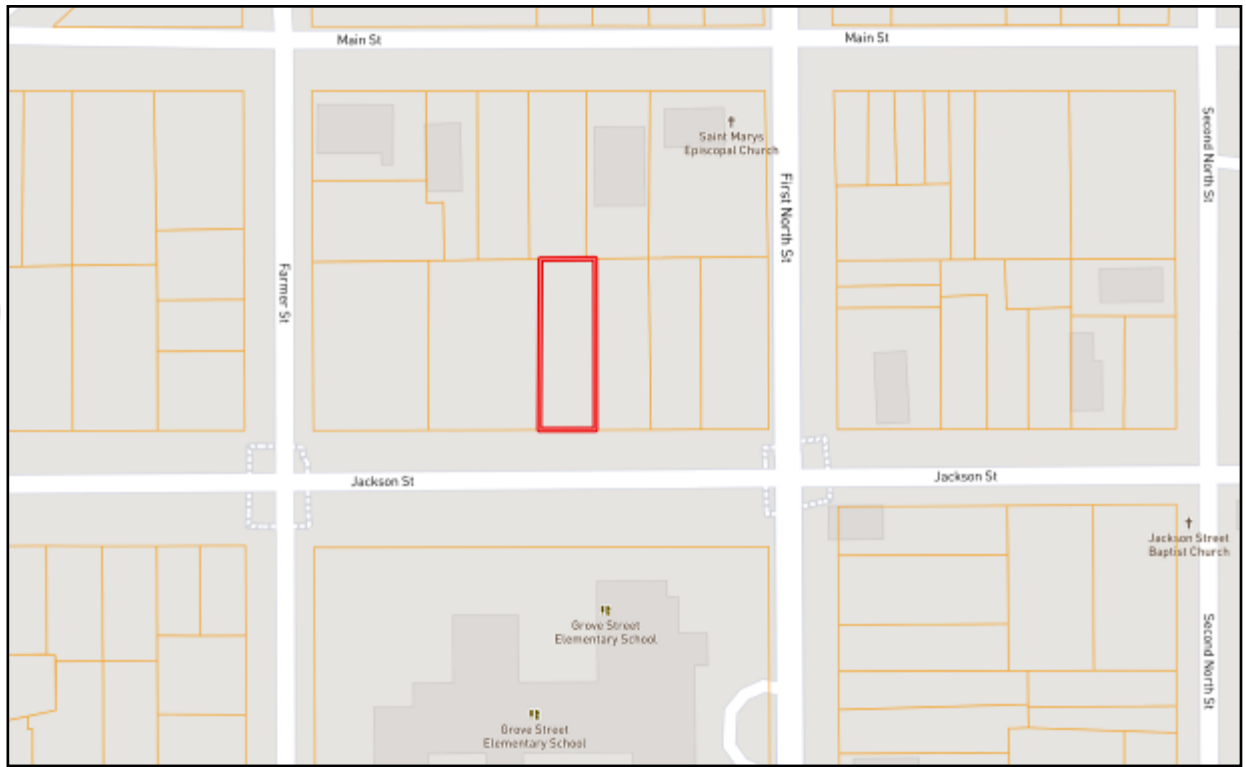 Main St
Main St
Saint Marys
Episcopal Church
Second North St
First North St
Farmer St
Jackson St
Jackson St
Jackson Street
Baptist Church
Grove Street
Elementary School
Second North St
Grove Street
Elementary School